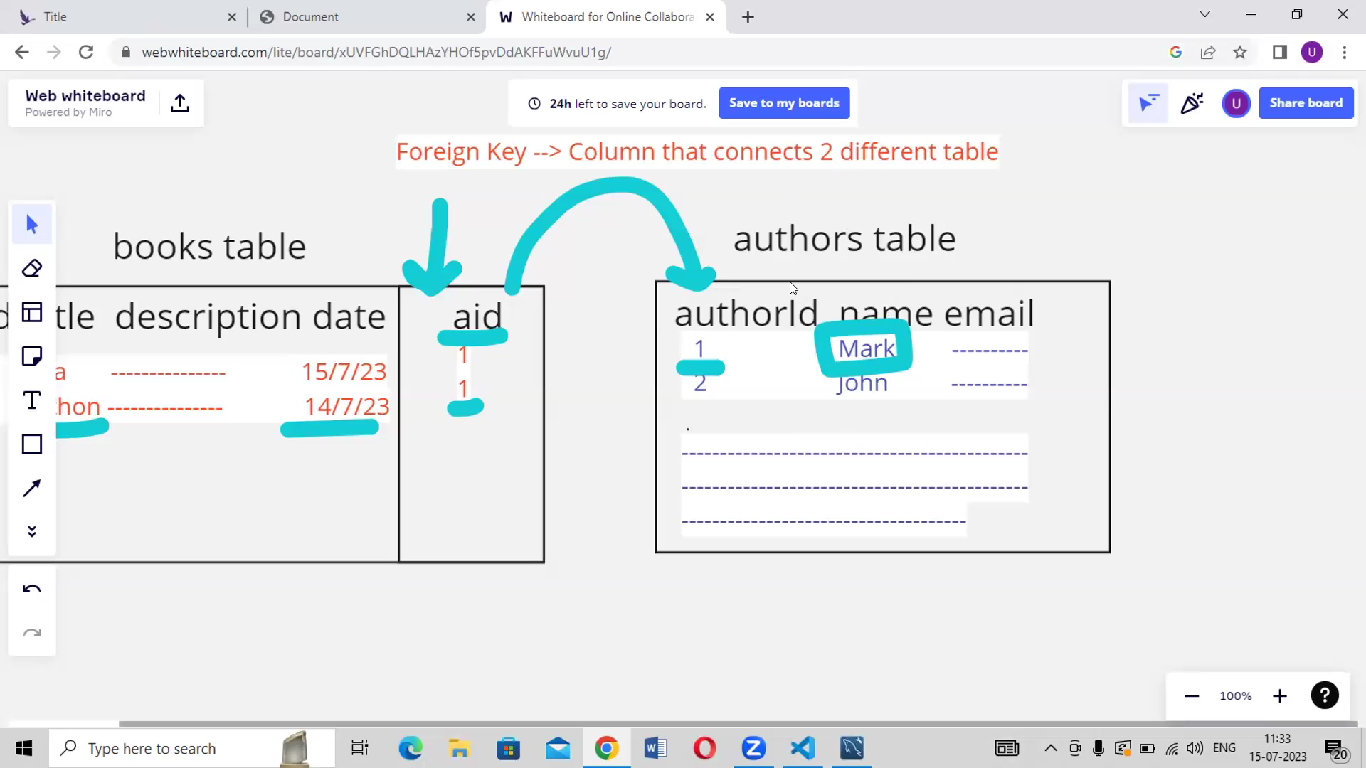 Title
Document
Whiteboard for Online Collabora
webwhiteboard.com/lite/board/xUVFGhDQLHAzYHOf5pvDdAKFFuWvuU1g/
U
Web whiteboard
Powered by Miro
24h left to save your board.
Save to my boards
U
Share board
Foreign Key --> Column that connects 2 different table
books table
authors table
d tle description date
aid
authorId name email
a --------------- 15/7/23
1
1 Mark ----------
thon --------------- 14/7/23
1
2 John ----------
.
---------------------------------------------
---------------------------------------------
-------------------------------------
T
100%
?
Type here to search
ENG
11:33
15-07-2023
20